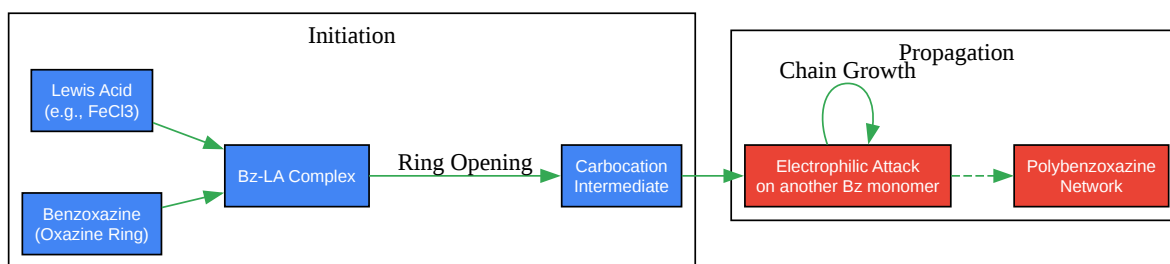 Initiation
Propagation
Lewis Acid
(e.g., FeCl3)
Benzoxazine
(Oxazine Ring)
Bz-LA Complex
Ring Opening
Carbocation
Intermediate
Chain Growth
Electrophilic Attack
on another Bz monomer
Polybenzoxazine
Network